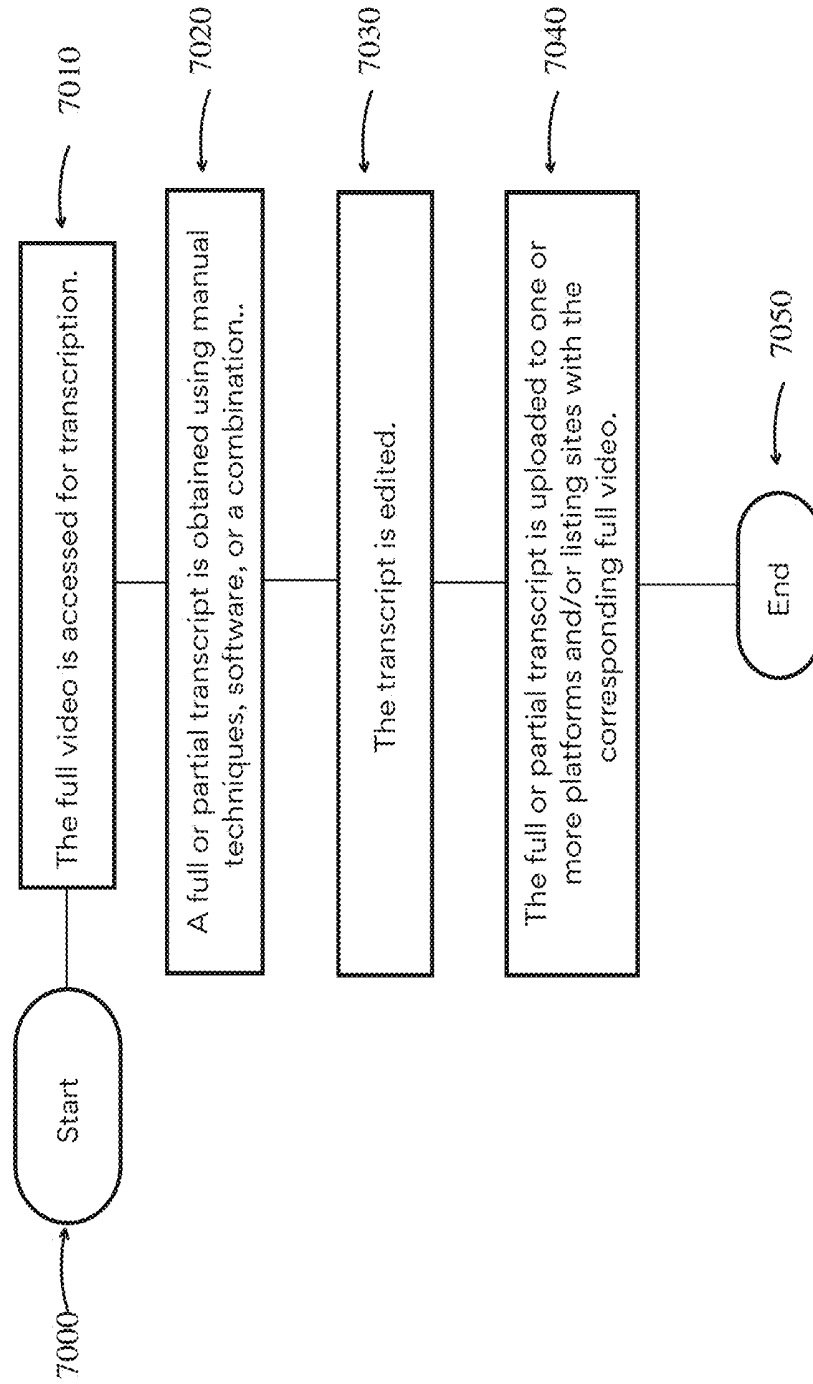 7000
Start
The full video is accessed for transcription.
7010
A full or partial transcript is obtained using manual
techniques, software, or a combination..
7020
The transcript is edited.
7030
The full or partial transcript is uploaded to one or
more platforms and/or listing sites with the
corresponding full video.
7040
End
7050